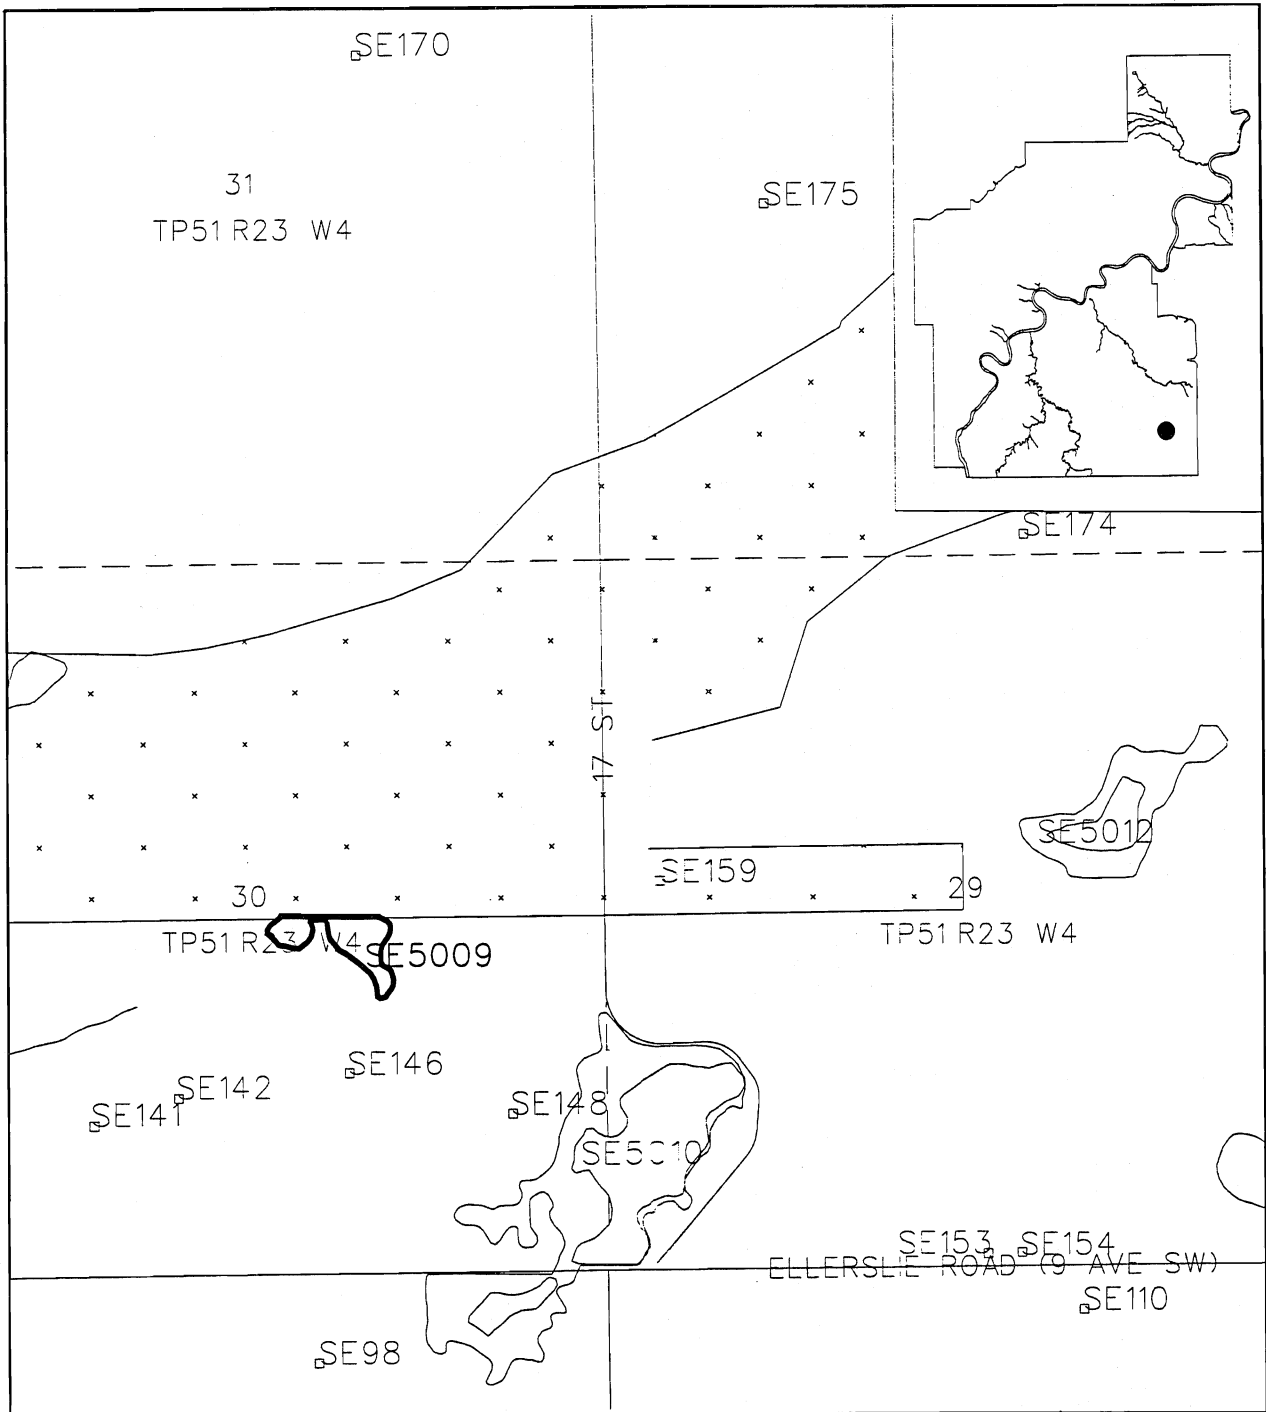 SE170
31
TP51 R23 W4
SE175
SE174
17 ST
SE5012
SE159
30
29
TP51 R23 W4
SE5009
TP51 R23 W4
SE146
SE142
SE141
SE148
SE5010
SE153
SE154
ELLERSLIE ROAD (9 AVE SW)
SE110
SE98